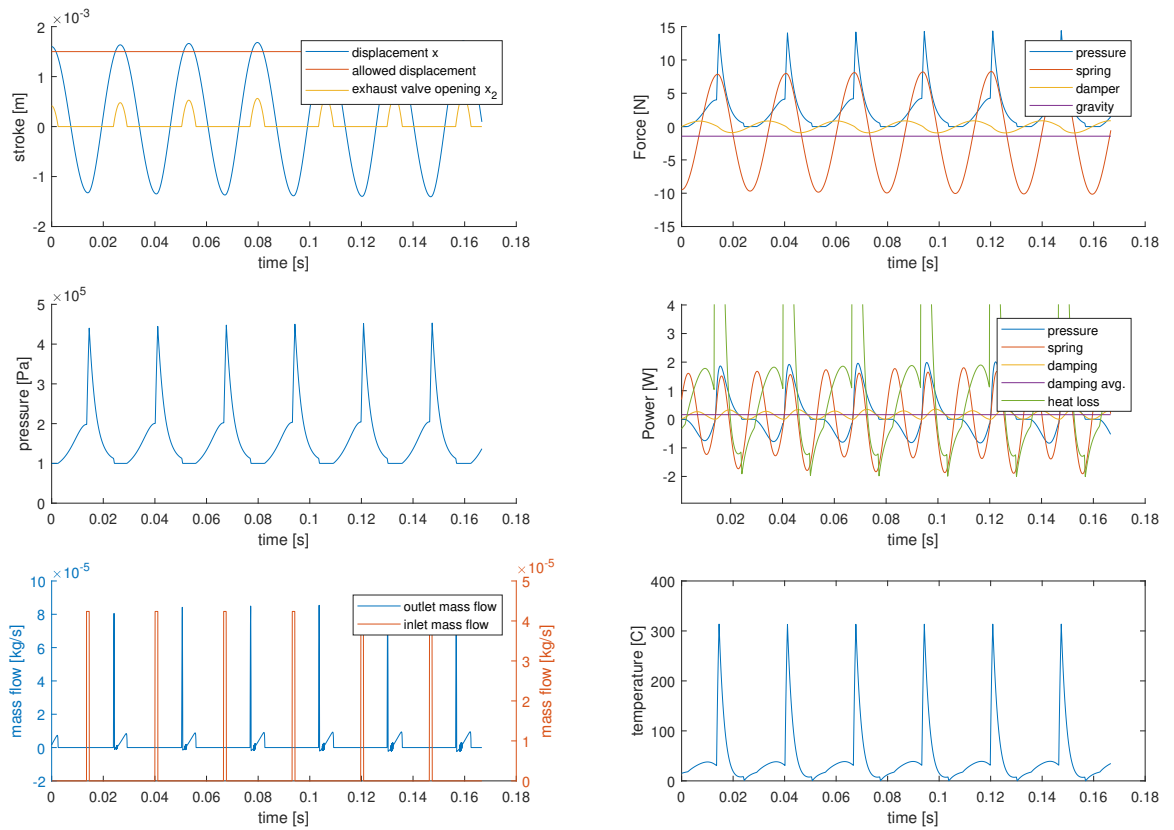 ×10-3
2
1
0
-1
-2
stroke [m]
displacement x
allowed displacement
exhaust valve opening x2
0 0.02 0.04 0.06 0.08 0.1 0.12 0.14 0.16 0.18
time [s]
15
10
5
0
-5
-10
-15
Force [N]
pressure
spring
damper
gravity
0 0.02 0.04 0.06 0.08 0.1 0.12 0.14 0.16 0.18
time [s]
×105
5
4
3
2
1
0
pressure [Pa]
0 0.02 0.04 0.06 0.08 0.1 0.12 0.14 0.16 0.18
time [s]
4
2
0
-2
Power [W]
pressure
spring
damping
damping avg.
heat loss
0.02 0.04 0.06 0.08 0.1 0.12 0.14 0.16 0.18
time [s]
×10-5
10
8
6
4
2
0
-2
mass flow [kg/s]
outlet mass flow
inlet mass flow
×10-5
5
4
3
2
1
0
mass flow [kg/s]
0 0.02 0.04 0.06 0.08 0.1 0.12 0.14 0.16 0.18
time [s]
400
300
200
100
0
temperature [C]
0 0.02 0.04 0.06 0.08 0.1 0.12 0.14 0.16 0.18
time [s]